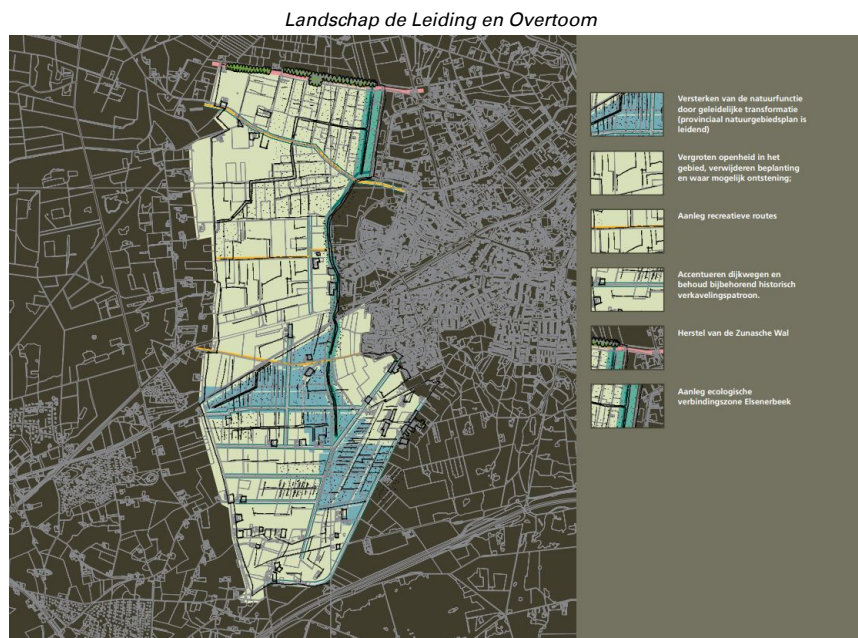 Landschap de Leiding en Overtoom
Versterken van de natuurfunctie
door geleidelijke transformatie
(provinciaal natuurgebiedsplan is
leidend)
Vergroten openheid in het
gebied, verwijderen beplanting
en waar mogelijk ontstening;
Aanleg recreatieve routes
Accentueren dijkwegen en
behoud bijbehorend historisch
verkavelingspatroon.
Herstel van de Zunasche Wal
Aanleg ecologische
verbindingszone Elsenerbeek